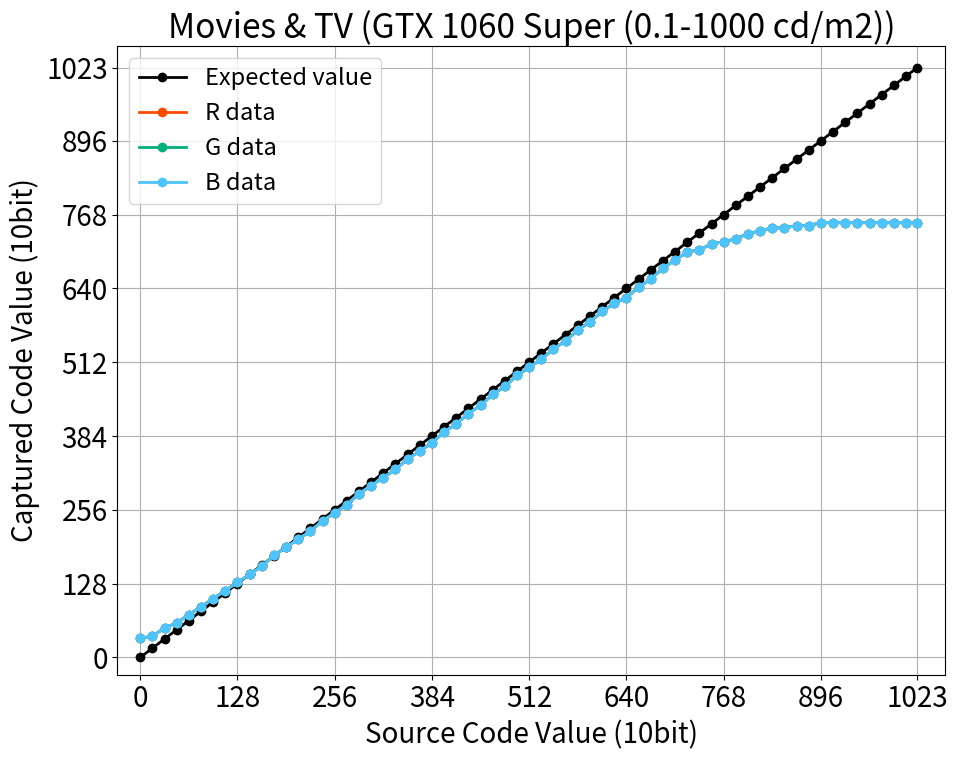 Movies & TV (GTX 1060 Super (0.1-1000 cd/m2))
Expected value
R data
G data
B data
1023
896
768
640
512
384
256
128
0
Captured Code Value (10bit)
0 128 256 384 512 640 768 896 1023
Source Code Value (10bit)